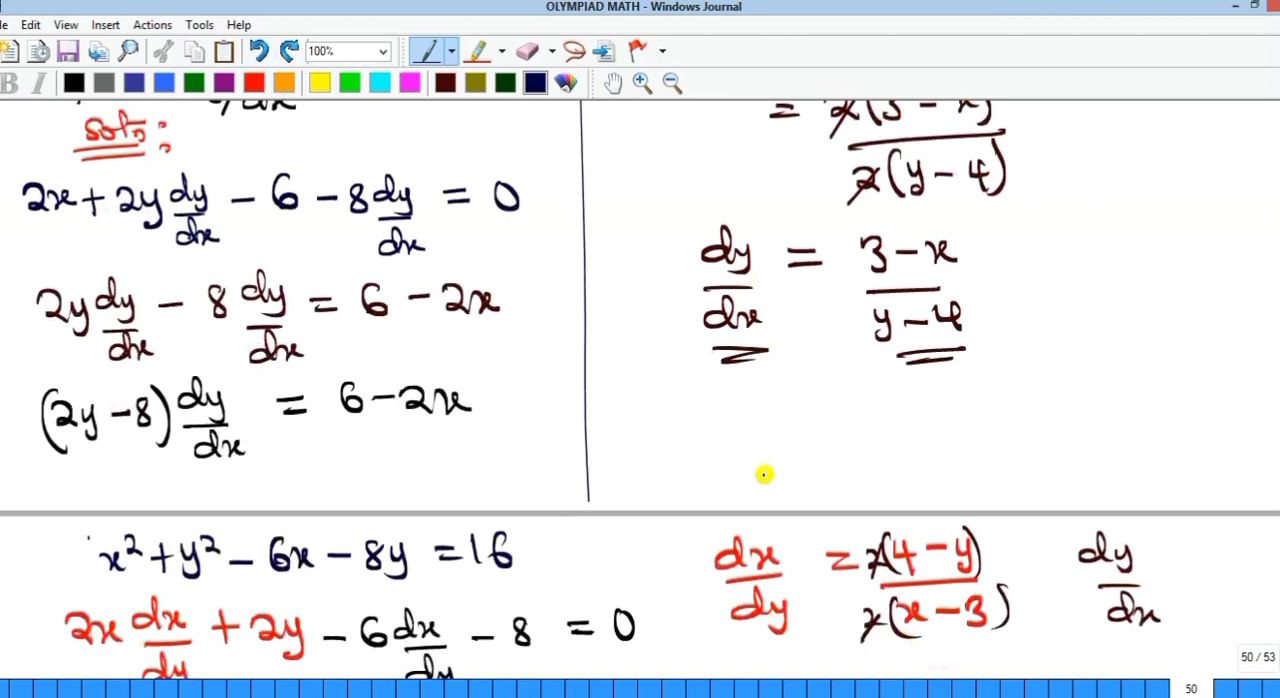 OLYMPIAD MATH - Windows Journal
Edit View Insert Actions Tools Help
100%
B I
Soln:
2x + 2y dy/dx - 6 - 8 dy/dx = 0
2y dy/dx - 8 dy/dx = 6 - 2x
(2y - 8) dy/dx = 6 - 2x
= 2(3 - x) / 2(y - 4)
dy/dx = 3 - x / y - 4
x² + y² - 6x - 8y = 16
2x dx/dy + 2y - 6 dx/dy - 8 = 0
dx/dy = 2(4 - y) / 2(x - 3)
dy/dx
50 / 53
50